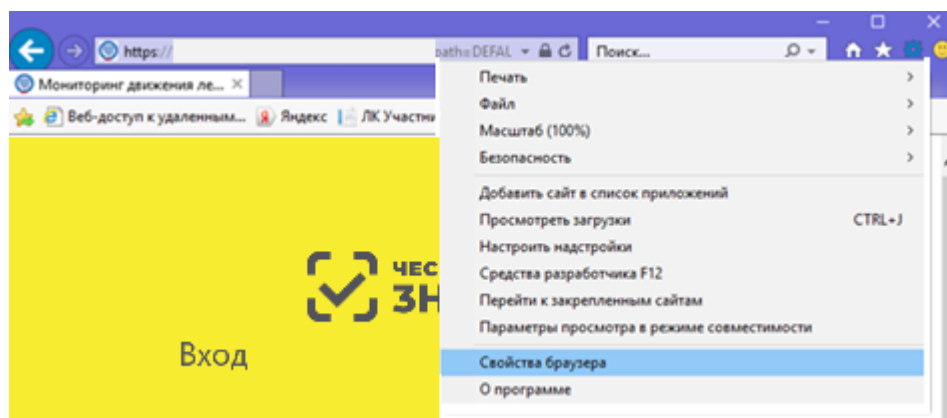 https:// path=DEFAL Поиск...
Мониторинг движения ле...
Веб-доступ к удаленным... Яндекс ЛК Участни
Печать
Файл
Масштаб (100%)
Безопасность
Добавить сайт в список приложений
Просмотреть загрузки CTRL+J
Настроить надстройки
Средства разработчика F12
Перейти к закрепленным сайтам
Параметры просмотра в режиме совместимости
Свойства браузера
О программе
ЧЕС
ЗН
Вход